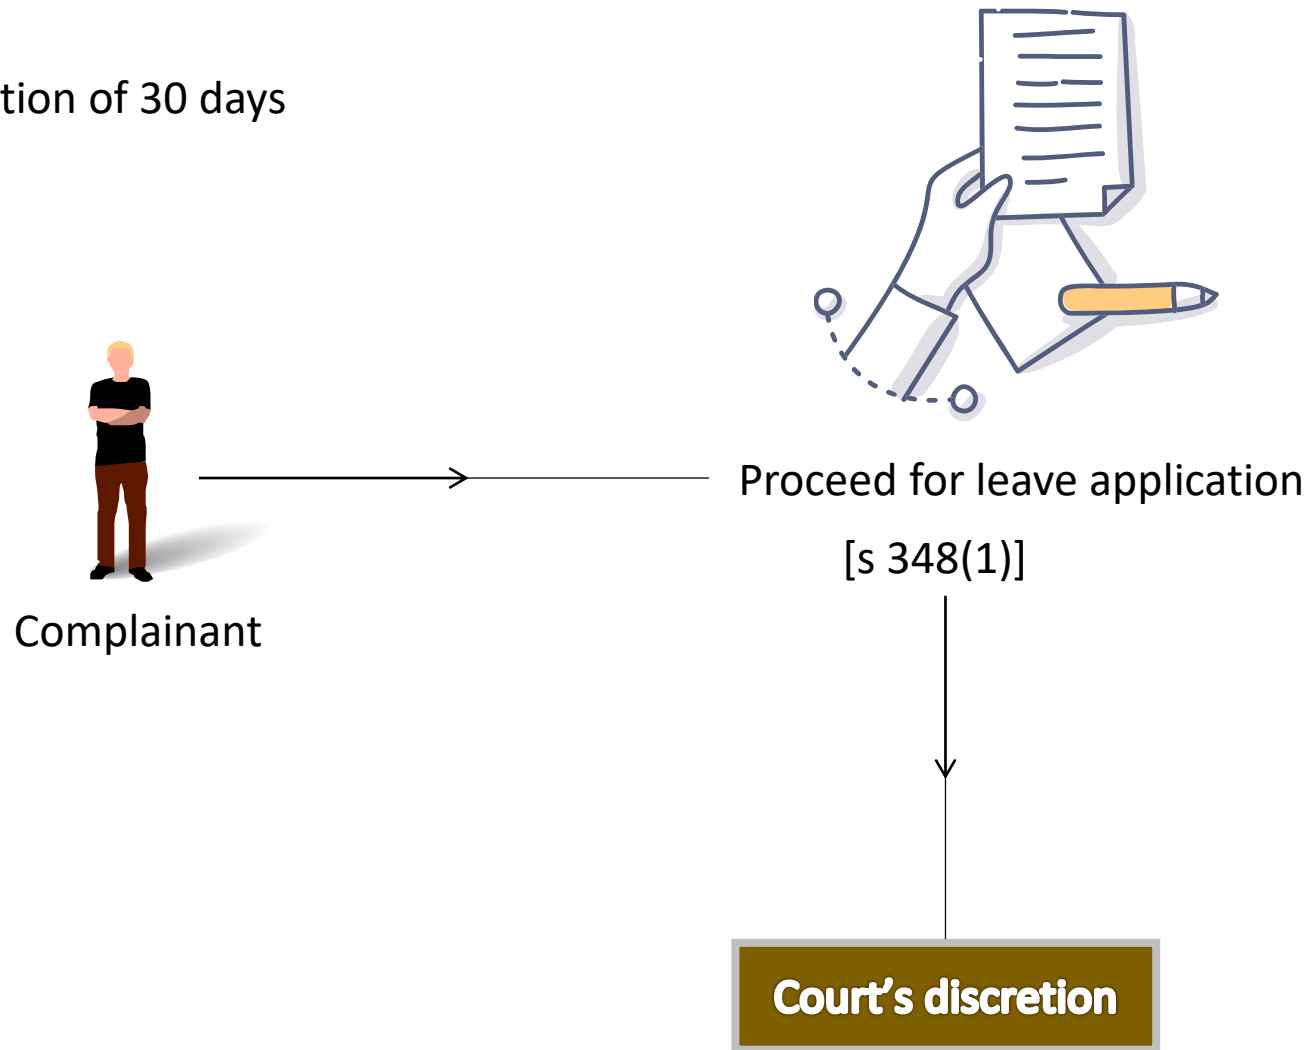 tion of 30 days
Proceed for leave application
[s 348(1)]
Complainant
Court’s discretion